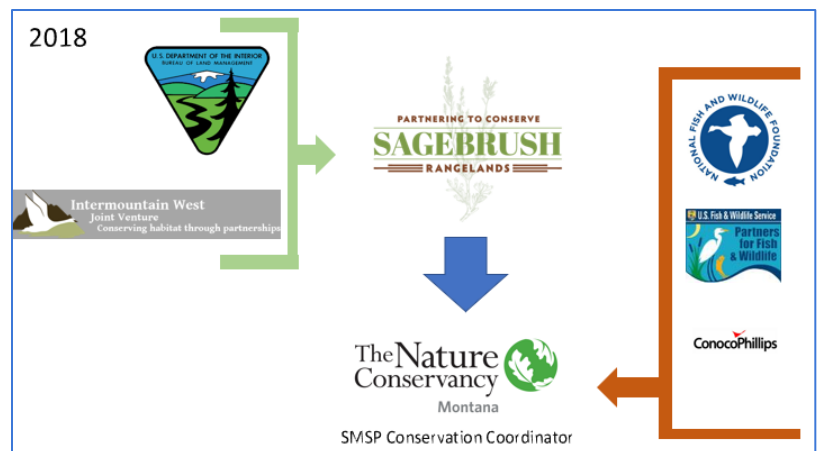 2018
U.S. DEPARTMENT OF THE INTERIOR
BUREAU OF LAND MANAGEMENT
Intermountain West
Joint Venture
Conserving habitat through partnerships
PARTNERING TO CONSERVE
SAGEBRUSH
RANGELANDS
NATIONAL FISH AND WILDLIFE FOUNDATION
U.S. Fish & Wildlife Service
Partners
for Fish
& Wildlife
ConocoPhillips
The Nature
Conservancy
Montana
SMSP Conservation Coordinator